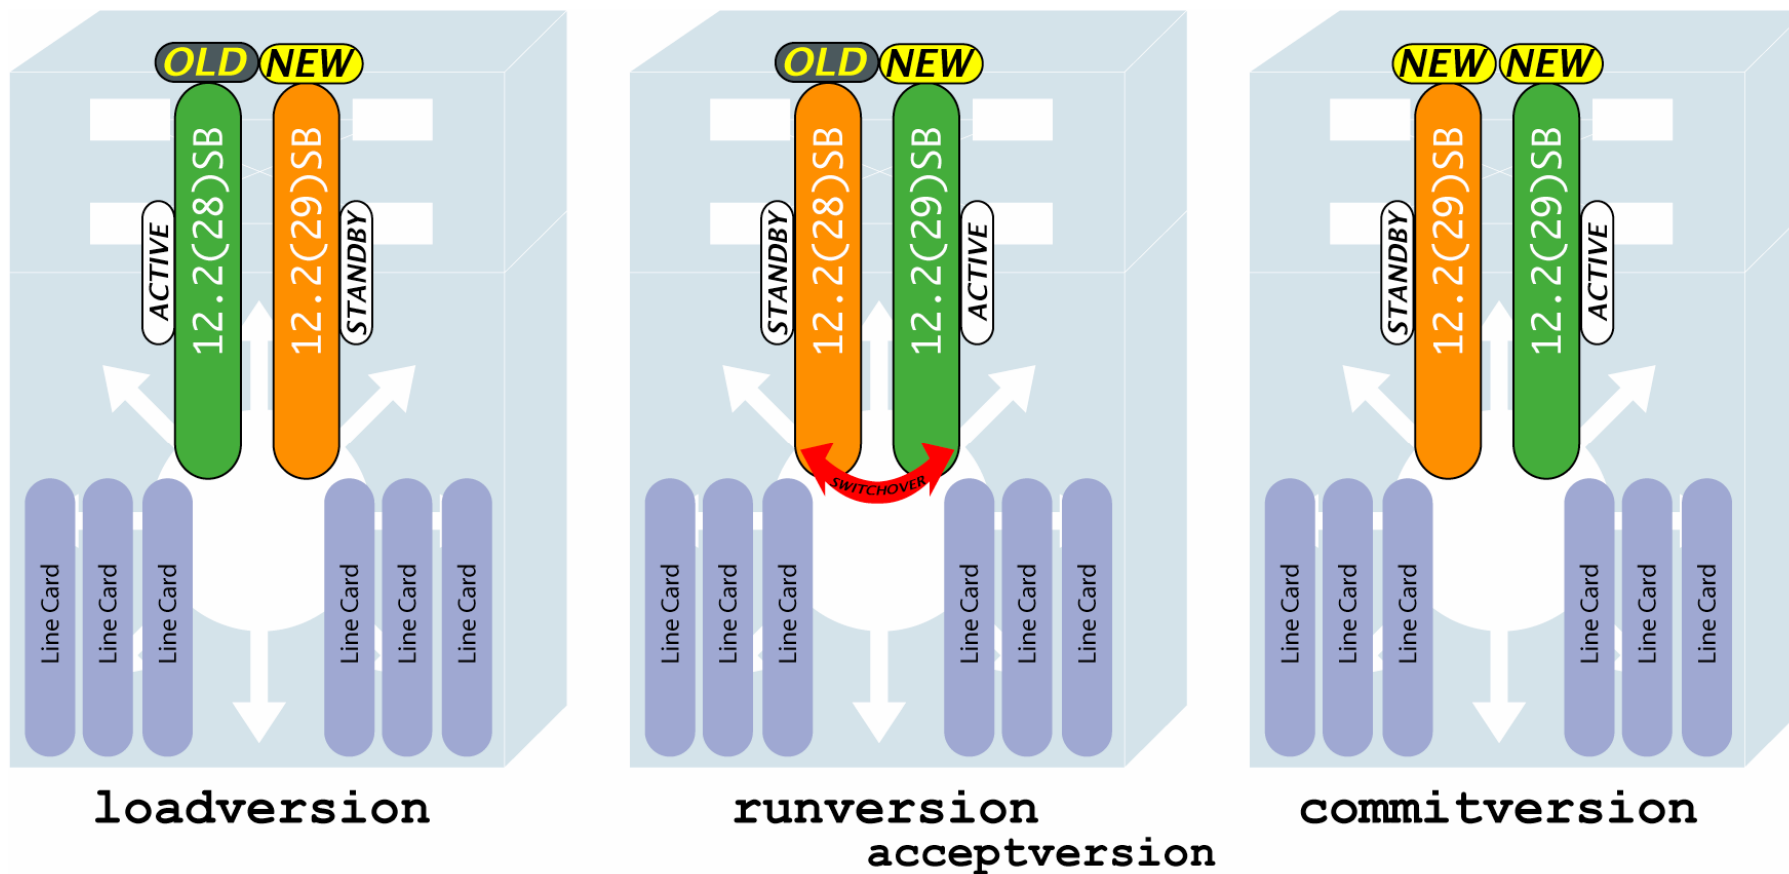 OLD NEW
12.2(28)SB
12.2(29)SB
ACTIVE
STANDBY
Line Card
Line Card
Line Card
Line Card
Line Card
Line Card
loadversion
OLD NEW
12.2(28)SB
12.2(29)SB
STANDBY
ACTIVE
SWITCHOVER
Line Card
Line Card
Line Card
Line Card
Line Card
Line Card
runversion
acceptversion
NEW NEW
12.2(29)SB
12.2(29)SB
STANDBY
ACTIVE
Line Card
Line Card
Line Card
Line Card
Line Card
Line Card
commitversion